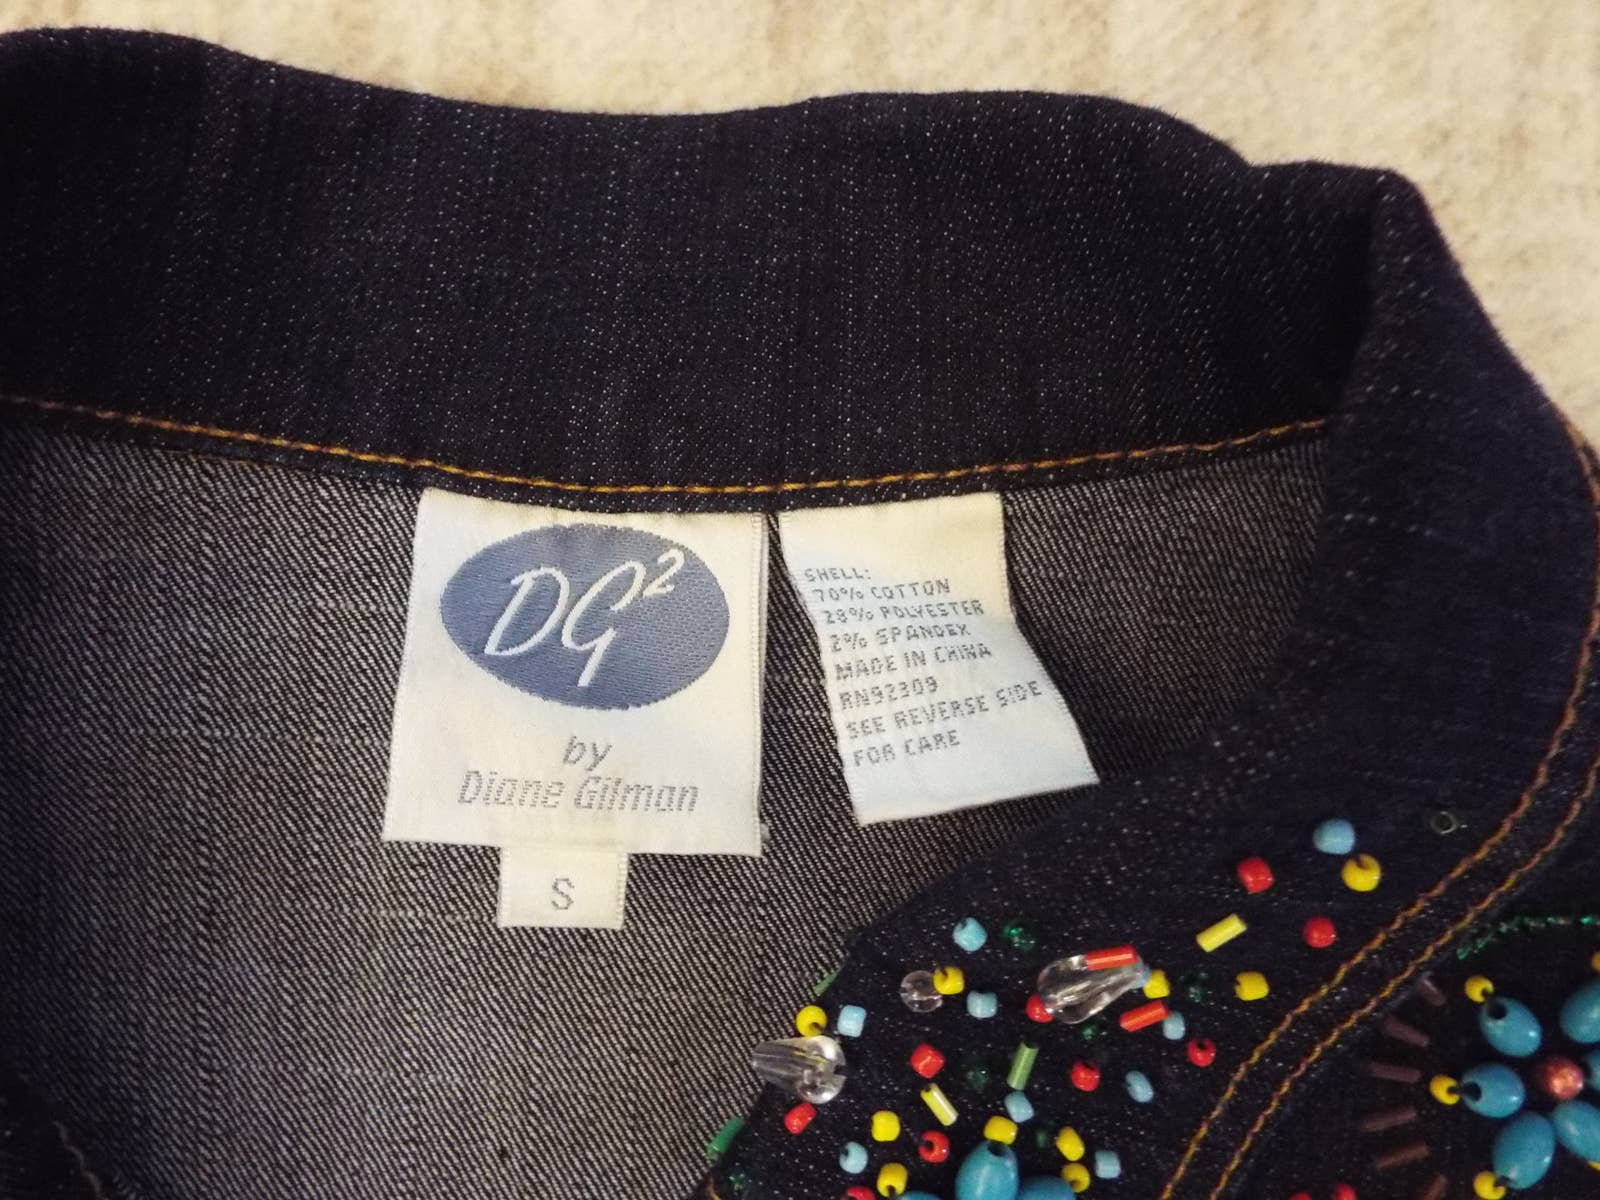 DG²
by
Diane Gilman
S
SHELL:
70% COTTON
28% POLYESTER
2% SPANDEX
MADE IN CHINA
RN92309
SEE REVERSE SIDE
FOR CARE